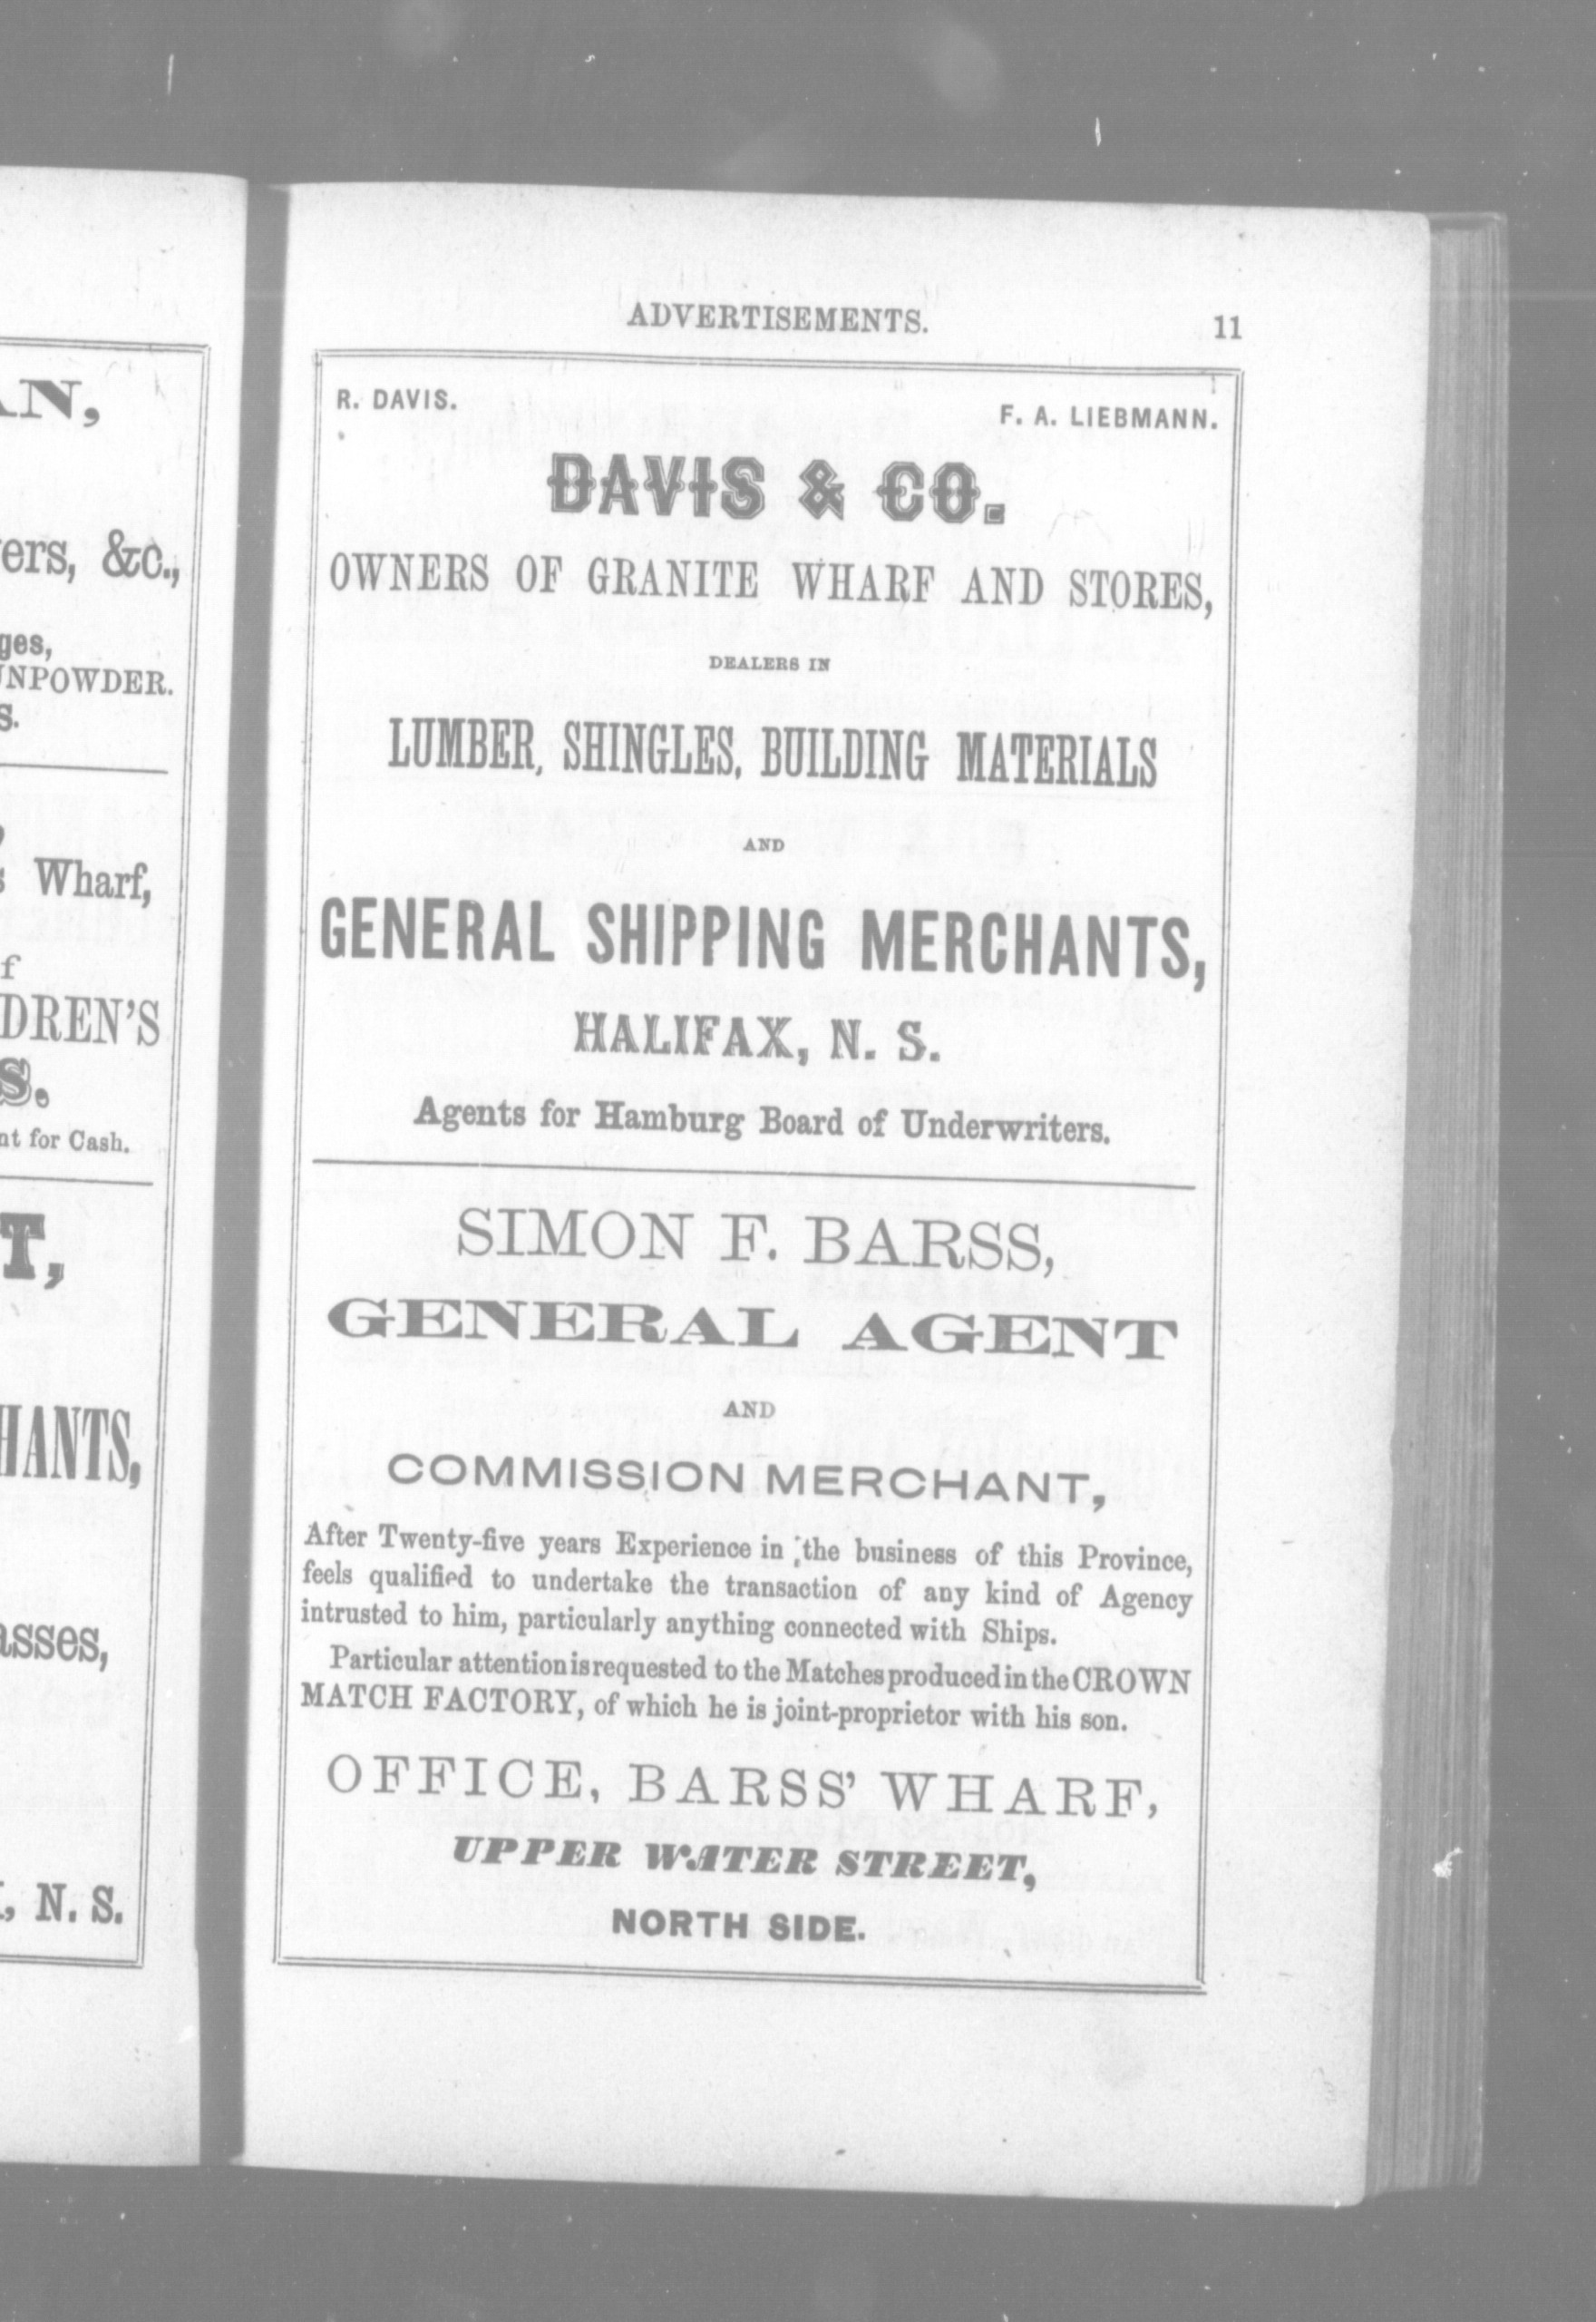 AN,
ers, &c.,
ges,
UNPOWDER.
S.
Wharf,
f
DREN'S
S.
nt for Cash.
T,
HANTS,
asses,
, N. S.
ADVERTISEMENTS. 11
R. DAVIS. F. A. LIEBMANN.
DAVIS & CO.
OWNERS OF GRANITE WHARF AND STORES,
DEALERS IN
LUMBER, SHINGLES, BUILDING MATERIALS
AND
GENERAL SHIPPING MERCHANTS,
HALIFAX, N. S.
Agents for Hamburg Board of Underwriters.
SIMON F. BARSS,
GENERAL AGENT
AND
COMMISSION MERCHANT,
After Twenty-five years Experience in the business of this Province,
feels qualified to undertake the transaction of any kind of Agency
intrusted to him, particularly anything connected with Ships.
Particular attention is requested to the Matches produced in the CROWN
MATCH FACTORY, of which he is joint-proprietor with his son.
OFFICE, BARSS' WHARF,
UPPER WATER STREET,
NORTH SIDE.